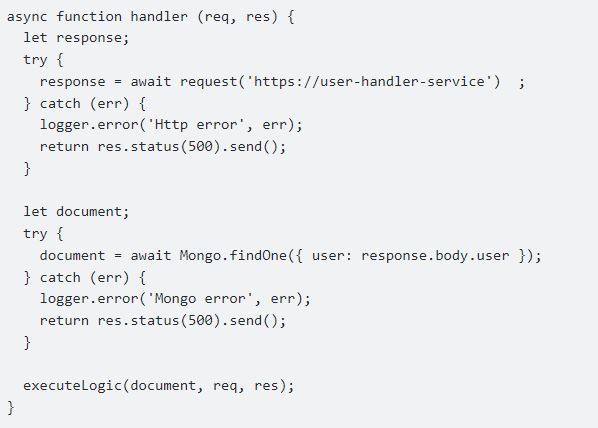 async function handler (req, res) {
  let response;
  try {
    response = await request('https://user-handler-service')  ;
  } catch (err) {
    logger.error('Http error', err);
    return res.status(500).send();
  }

  let document;
  try {
    document = await Mongo.findOne({ user: response.body.user });
  } catch (err) {
    logger.error('Mongo error', err);
    return res.status(500).send();
  }

  executeLogic(document, req, res);
}